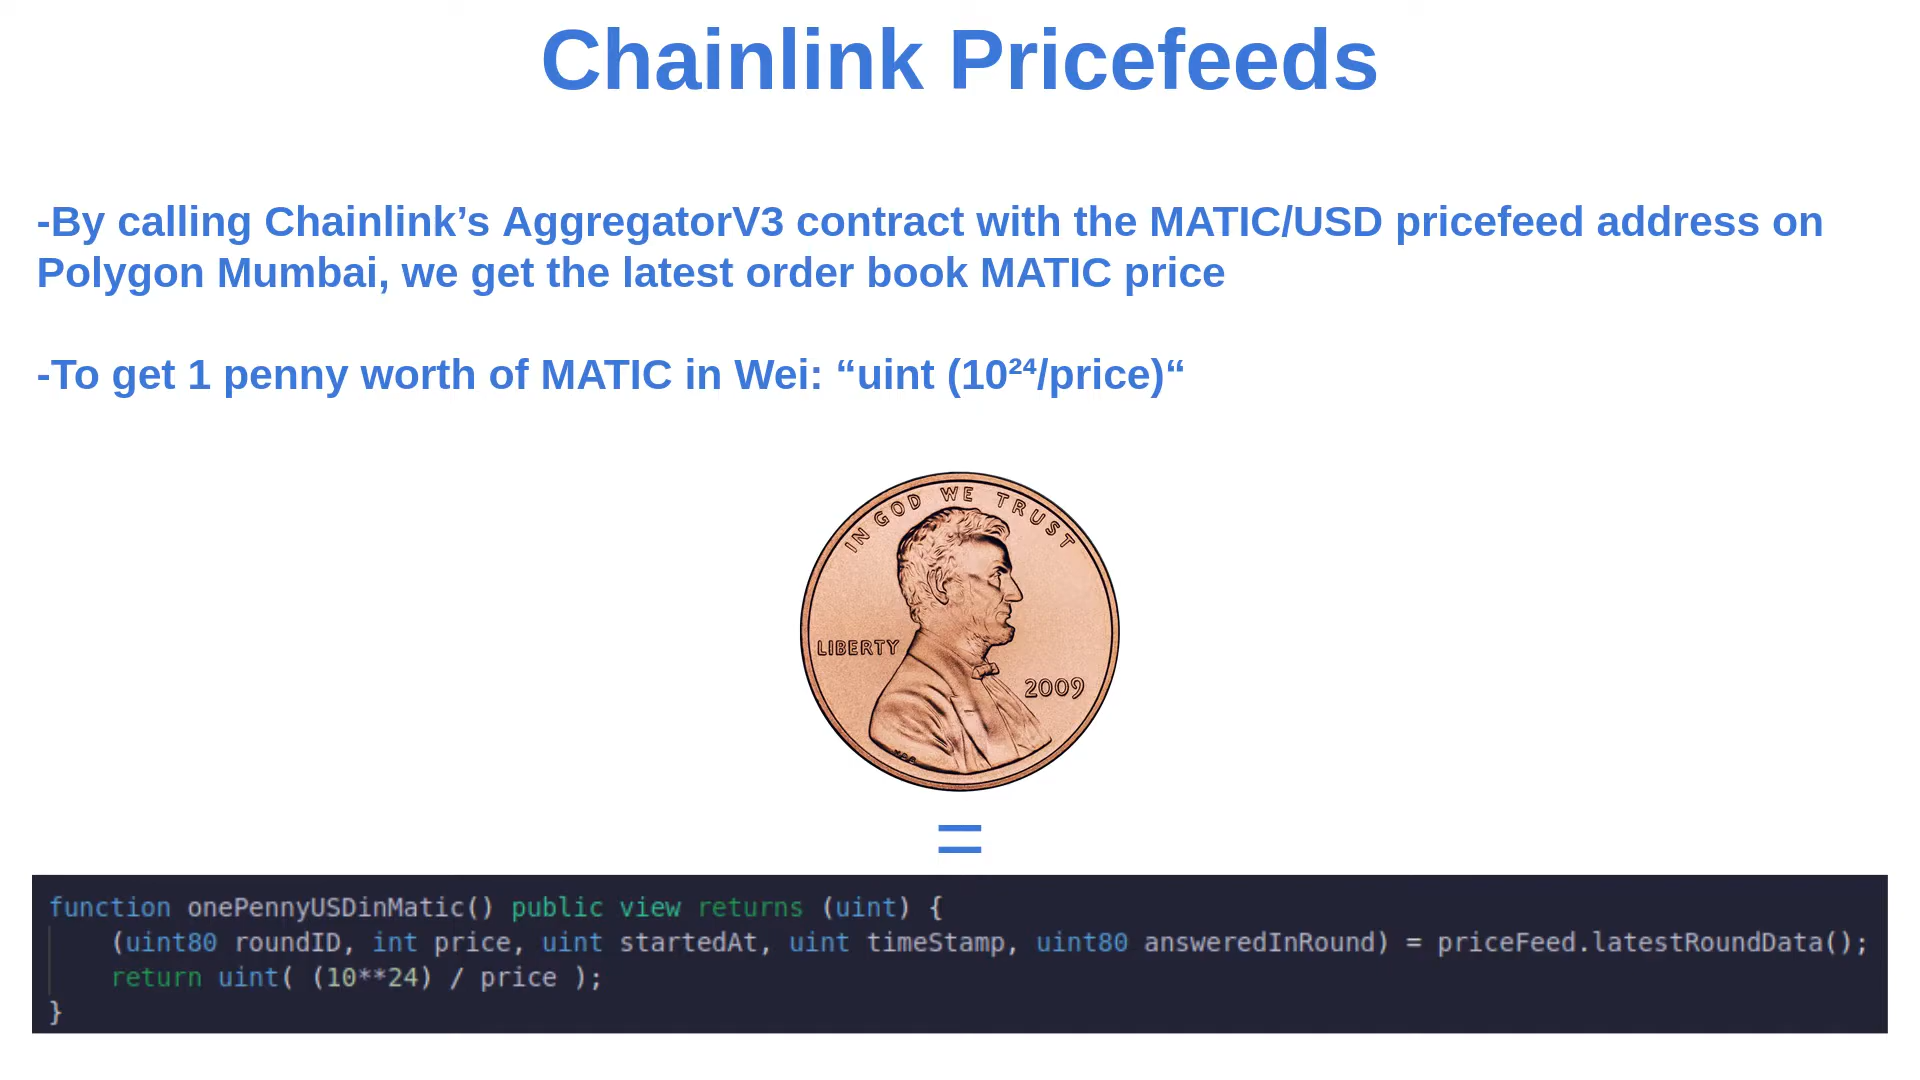 Chainlink Pricefeeds
-By calling Chainlink’s AggregatorV3 contract with the MATIC/USD pricefeed address on
Polygon Mumbai, we get the latest order book MATIC price
-To get 1 penny worth of MATIC in Wei: “uint (10²⁴/price)“
IN GOD WE TRUST
LIBERTY
2009
=
function onePennyUSDinMatic() public view returns (uint) {
    (uint80 roundID, int price, uint startedAt, uint timeStamp, uint80 answeredInRound) = priceFeed.latestRoundData();
    return uint( (10**24) / price );
}